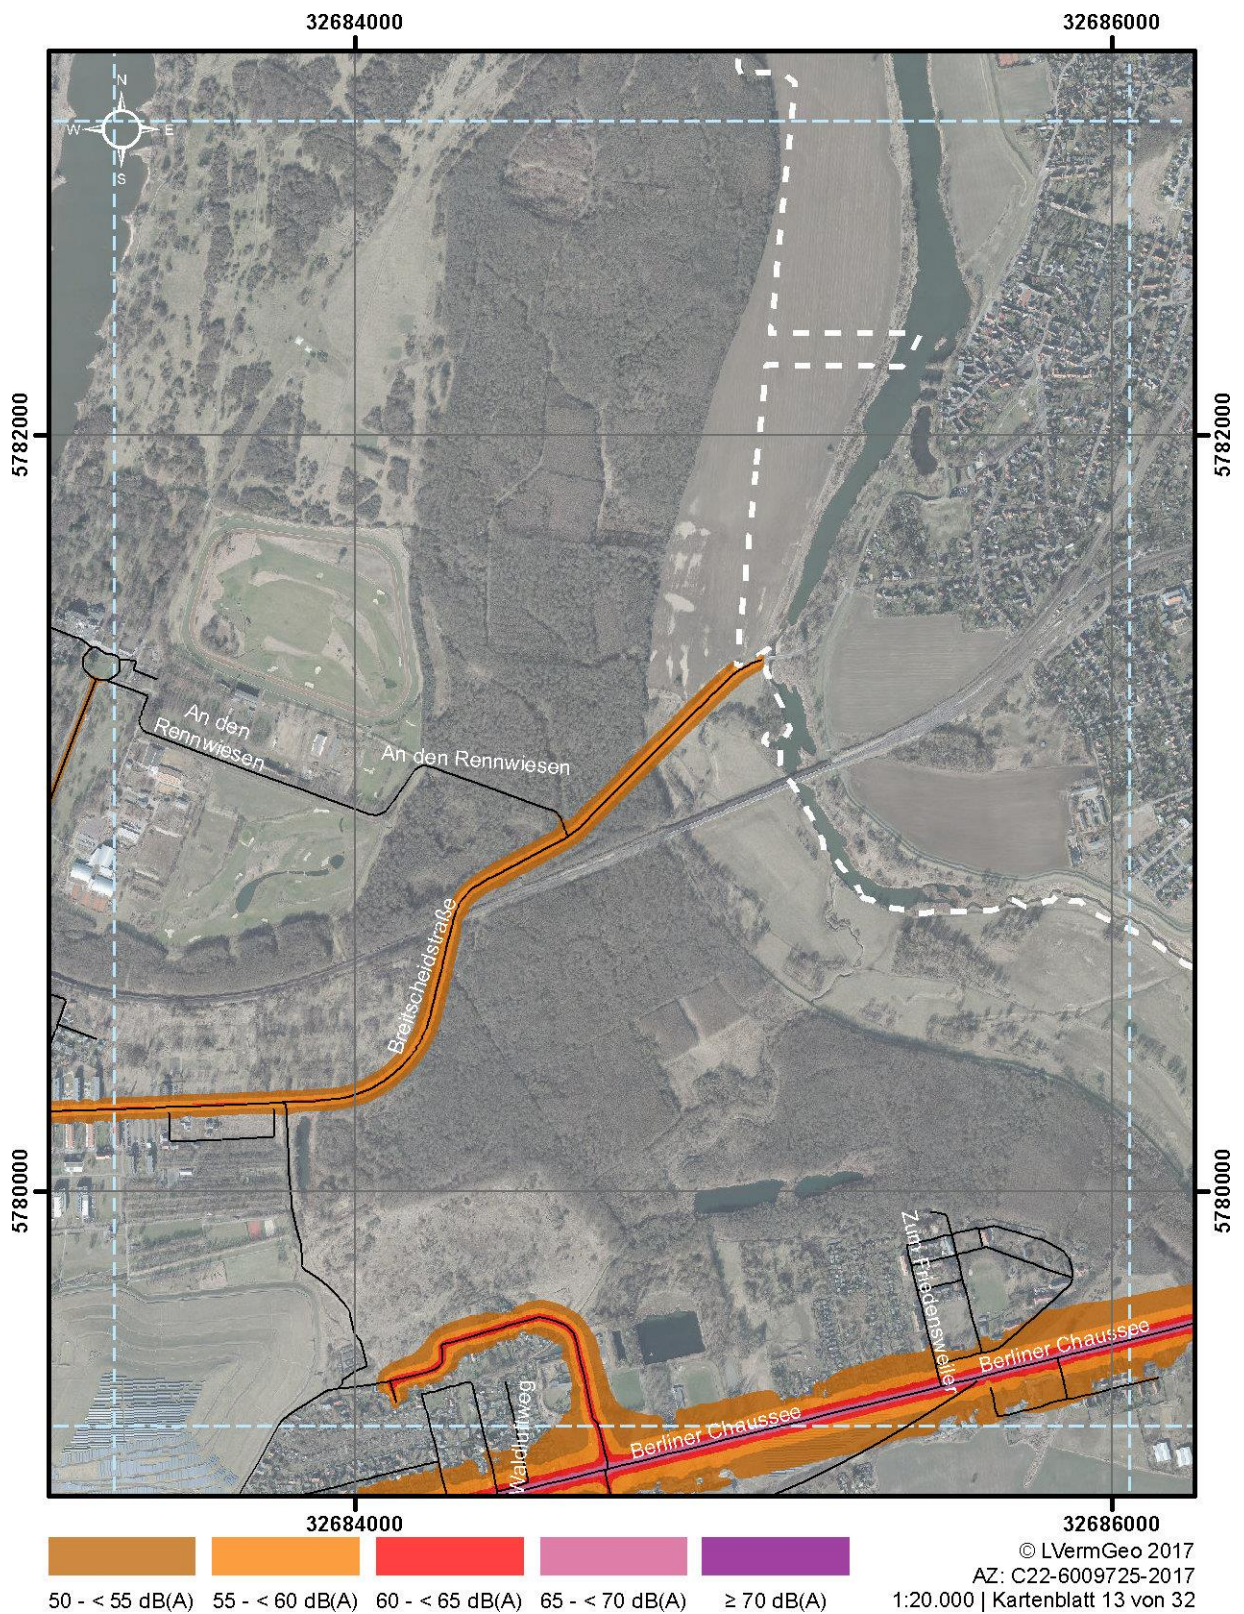 32684000
32686000
N
W
E
S
5782000
5782000
An den
Rennwiesen
An den Rennwiesen
Breitscheidstraße
5780000
5780000
Zum Friedensweiler
Berliner Chaussee
Berliner Chaussee
Waldluftweg
32684000
32686000
50 - < 55 dB(A)
55 - < 60 dB(A)
60 - < 65 dB(A)
65 - < 70 dB(A)
≥ 70 dB(A)
© LVermGeo 2017
AZ: C22-6009725-2017
1:20.000 | Kartenblatt 13 von 32